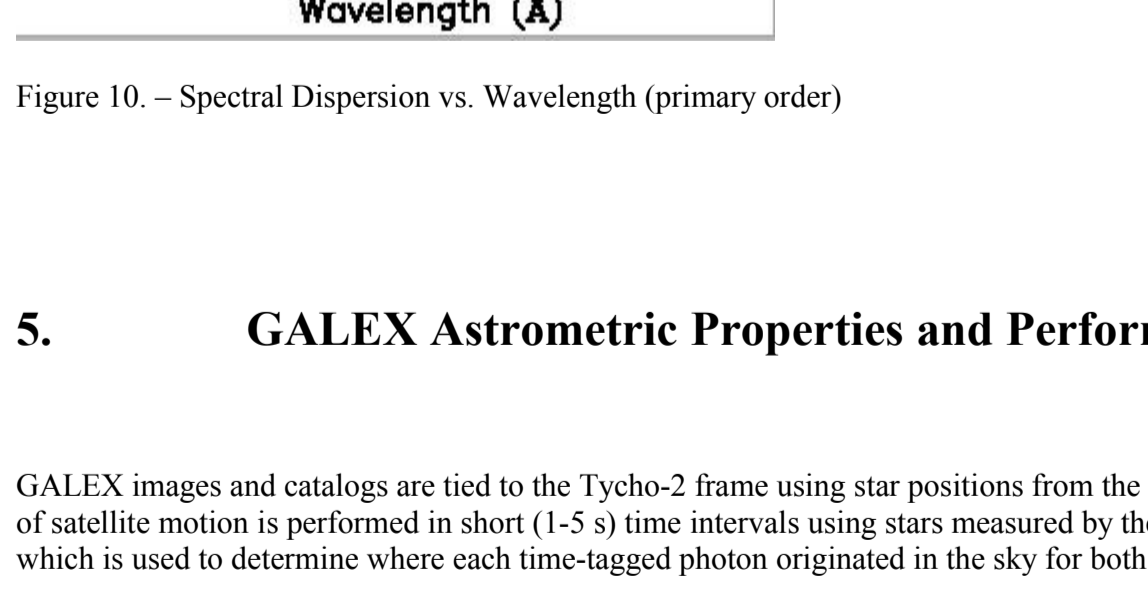 Wavelength (Å)
Figure 10. – Spectral Dispersion vs. Wavelength (primary order)
5. GALEX Astrometric Properties and
GALEX images and catalogs are tied to the Tycho-2 frame using star positions from the
of satellite motion is performed in short (1-5 s) time intervals using stars measured by
which is used to determine where each time-tagged photon originated in the sky for both